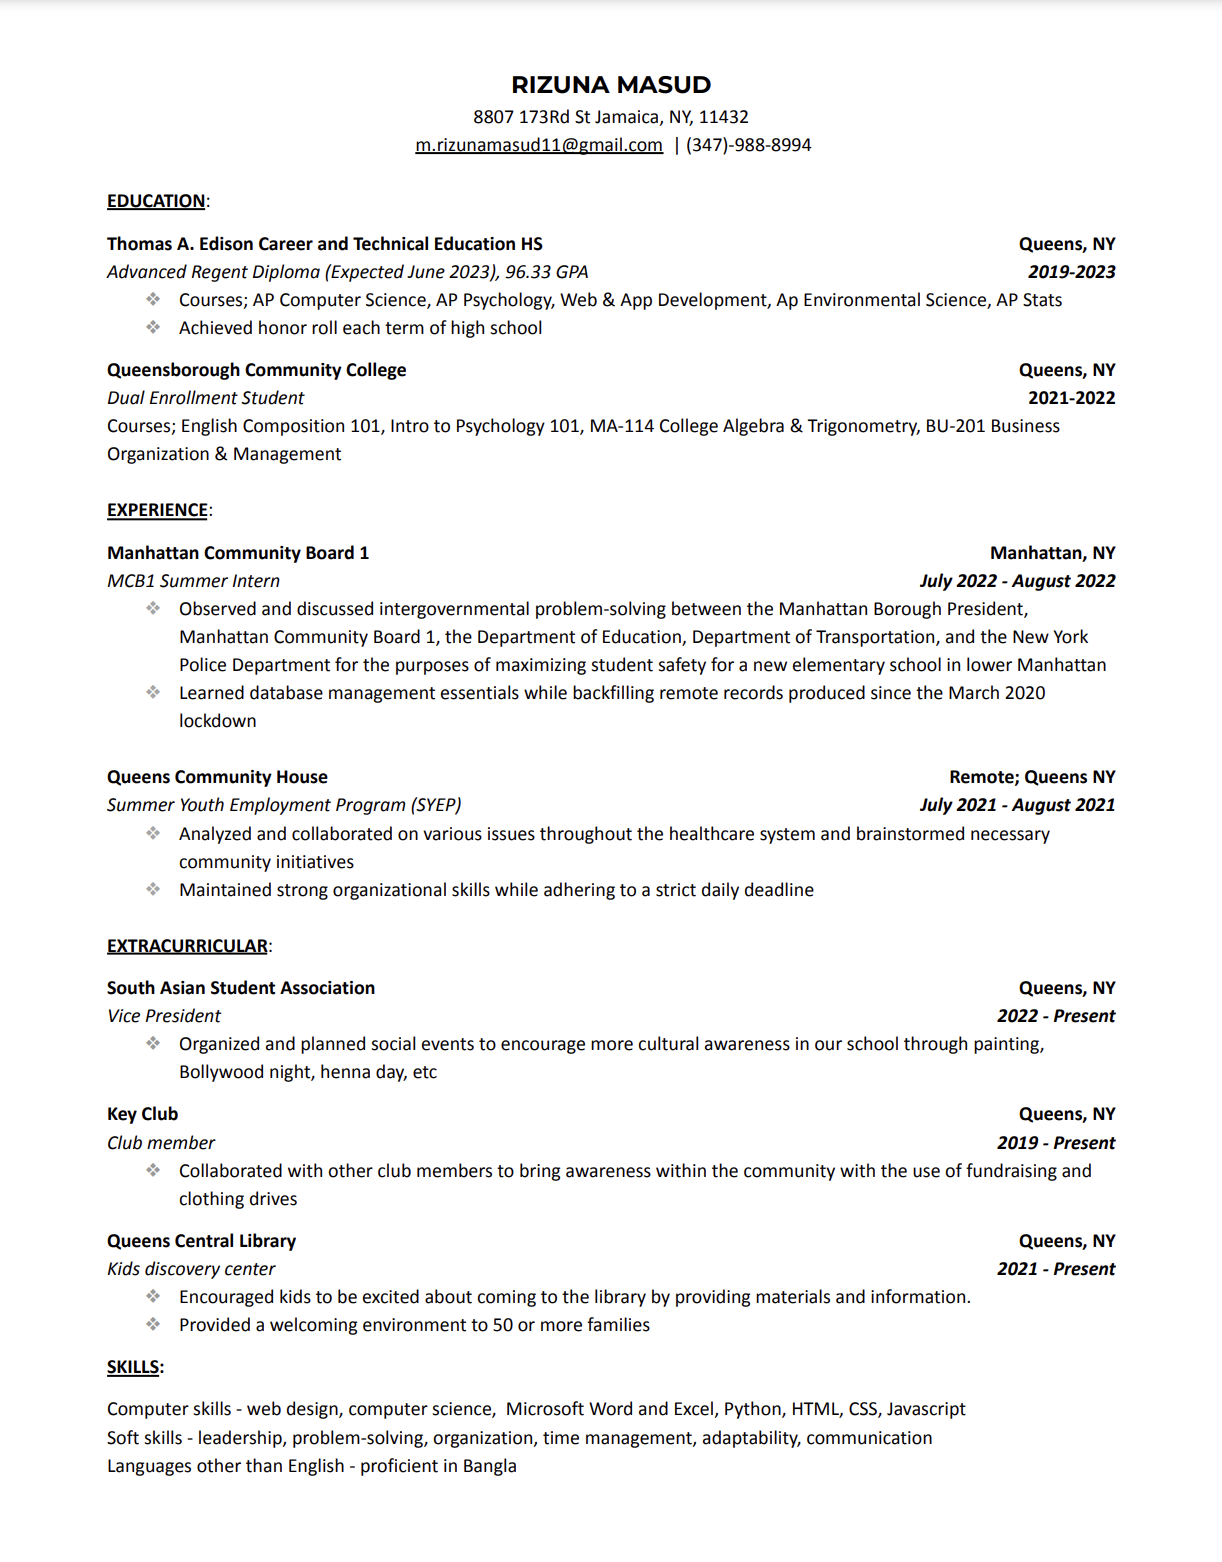 RIZUNA MASUD
8807 173Rd St Jamaica, NY, 11432
m.rizunamasud11@gmail.com | (347)-988-8994
EDUCATION:
Thomas A. Edison Career and Technical Education HS Queens, NY
Advanced Regent Diploma (Expected June 2023), 96.33 GPA 2019-2023
❖ Courses; AP Computer Science, AP Psychology, Web & App Development, Ap Environmental Science, AP Stats
❖ Achieved honor roll each term of high school
Queensborough Community College Queens, NY
Dual Enrollment Student 2021-2022
Courses; English Composition 101, Intro to Psychology 101, MA-114 College Algebra & Trigonometry, BU-201 Business
Organization & Management
EXPERIENCE:
Manhattan Community Board 1 Manhattan, NY
MCB1 Summer Intern July 2022 - August 2022
❖ Observed and discussed intergovernmental problem-solving between the Manhattan Borough President,
Manhattan Community Board 1, the Department of Education, Department of Transportation, and the New York
Police Department for the purposes of maximizing student safety for a new elementary school in lower Manhattan
❖ Learned database management essentials while backfilling remote records produced since the March 2020
lockdown
Queens Community House Remote; Queens NY
Summer Youth Employment Program (SYEP) July 2021 - August 2021
❖ Analyzed and collaborated on various issues throughout the healthcare system and brainstormed necessary
community initiatives
❖ Maintained strong organizational skills while adhering to a strict daily deadline
EXTRACURRICULAR:
South Asian Student Association Queens, NY
Vice President 2022 - Present
❖ Organized and planned social events to encourage more cultural awareness in our school through painting,
Bollywood night, henna day, etc
Key Club Queens, NY
Club member 2019 - Present
❖ Collaborated with other club members to bring awareness within the community with the use of fundraising and
clothing drives
Queens Central Library Queens, NY
Kids discovery center 2021 - Present
❖ Encouraged kids to be excited about coming to the library by providing materials and information.
❖ Provided a welcoming environment to 50 or more families
SKILLS:
Computer skills - web design, computer science, Microsoft Word and Excel, Python, HTML, CSS, Javascript
Soft skills - leadership, problem-solving, organization, time management, adaptability, communication
Languages other than English - proficient in Bangla